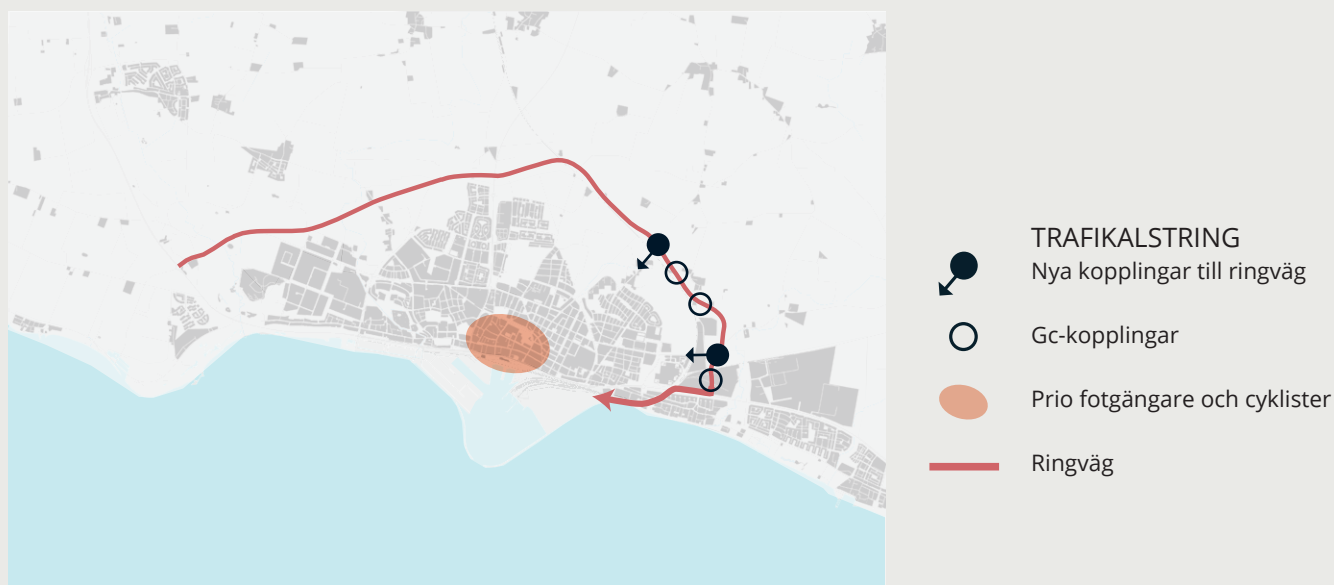 TRAFIKALSTRING
Nya kopplingar till ringväg
Gc-kopplingar
Prio fotgängare och cyklister
Ringväg